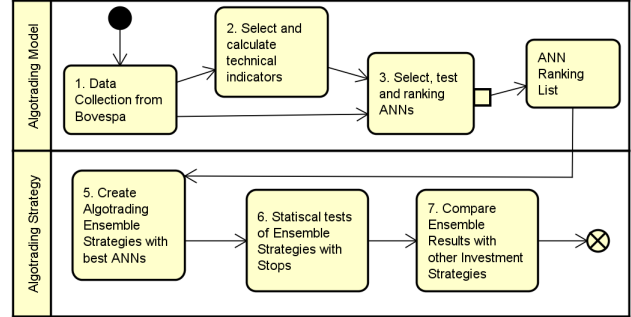 Algotrading Model
1. Data
Collection from
Bovespa
2. Select and
calculate
technical
indicators
3. Select, test
and ranking
ANNs
ANN
Ranking
List
Algotrading Strategy
5. Create
Algotrading
Ensemble
Strategies with
best ANNs
6. Statiscal tests
of Ensemble
Strategies with
Stops
7. Compare
Ensemble
Results with
other Investment
Strategies